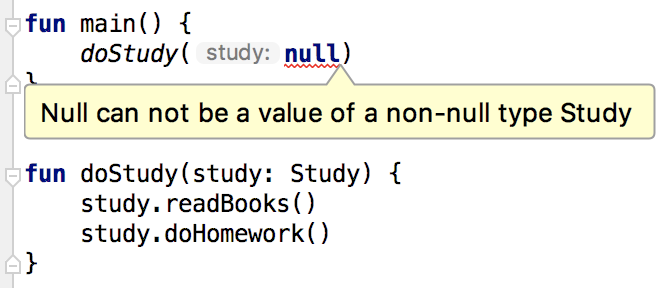 fun main() {
doStudy( study: null)
}
Null can not be a value of a non-null type Study
fun doStudy(study: Study) {
study.readBooks()
study.doHomework()
}